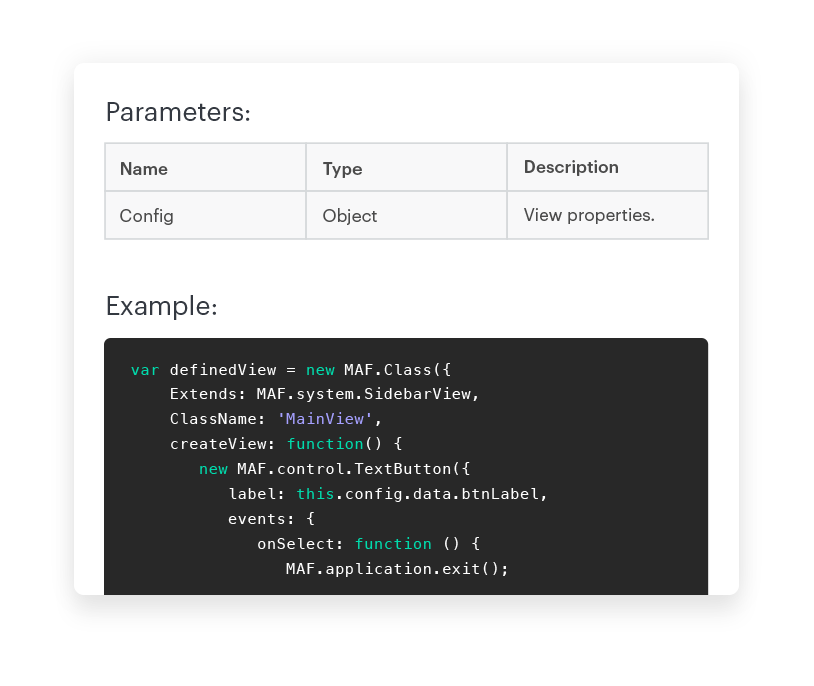 Parameters:
Name Type Description
Config Object View properties.
Example:
var definedView = new MAF.Class({
    Extends: MAF.system.SidebarView,
    ClassName: 'MainView',
    createView: function() {
       new MAF.control.TextButton({
          label: this.config.data.btnLabel,
          events: {
             onSelect: function () {
                MAF.application.exit();